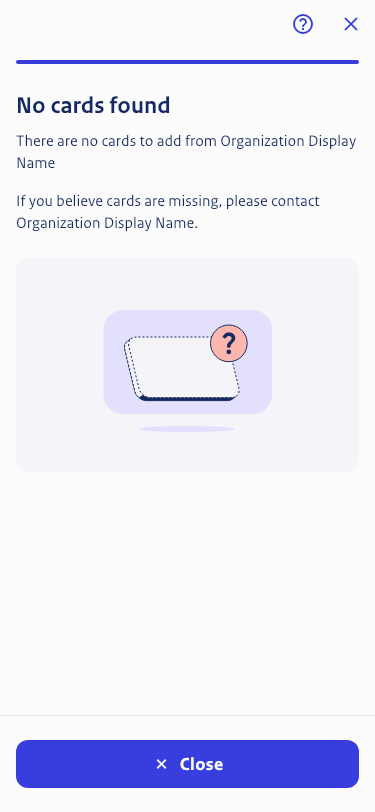 No cards found
There are no cards to add from Organization Display
Name
If you believe cards are missing, please contact
Organization Display Name.
?
Close